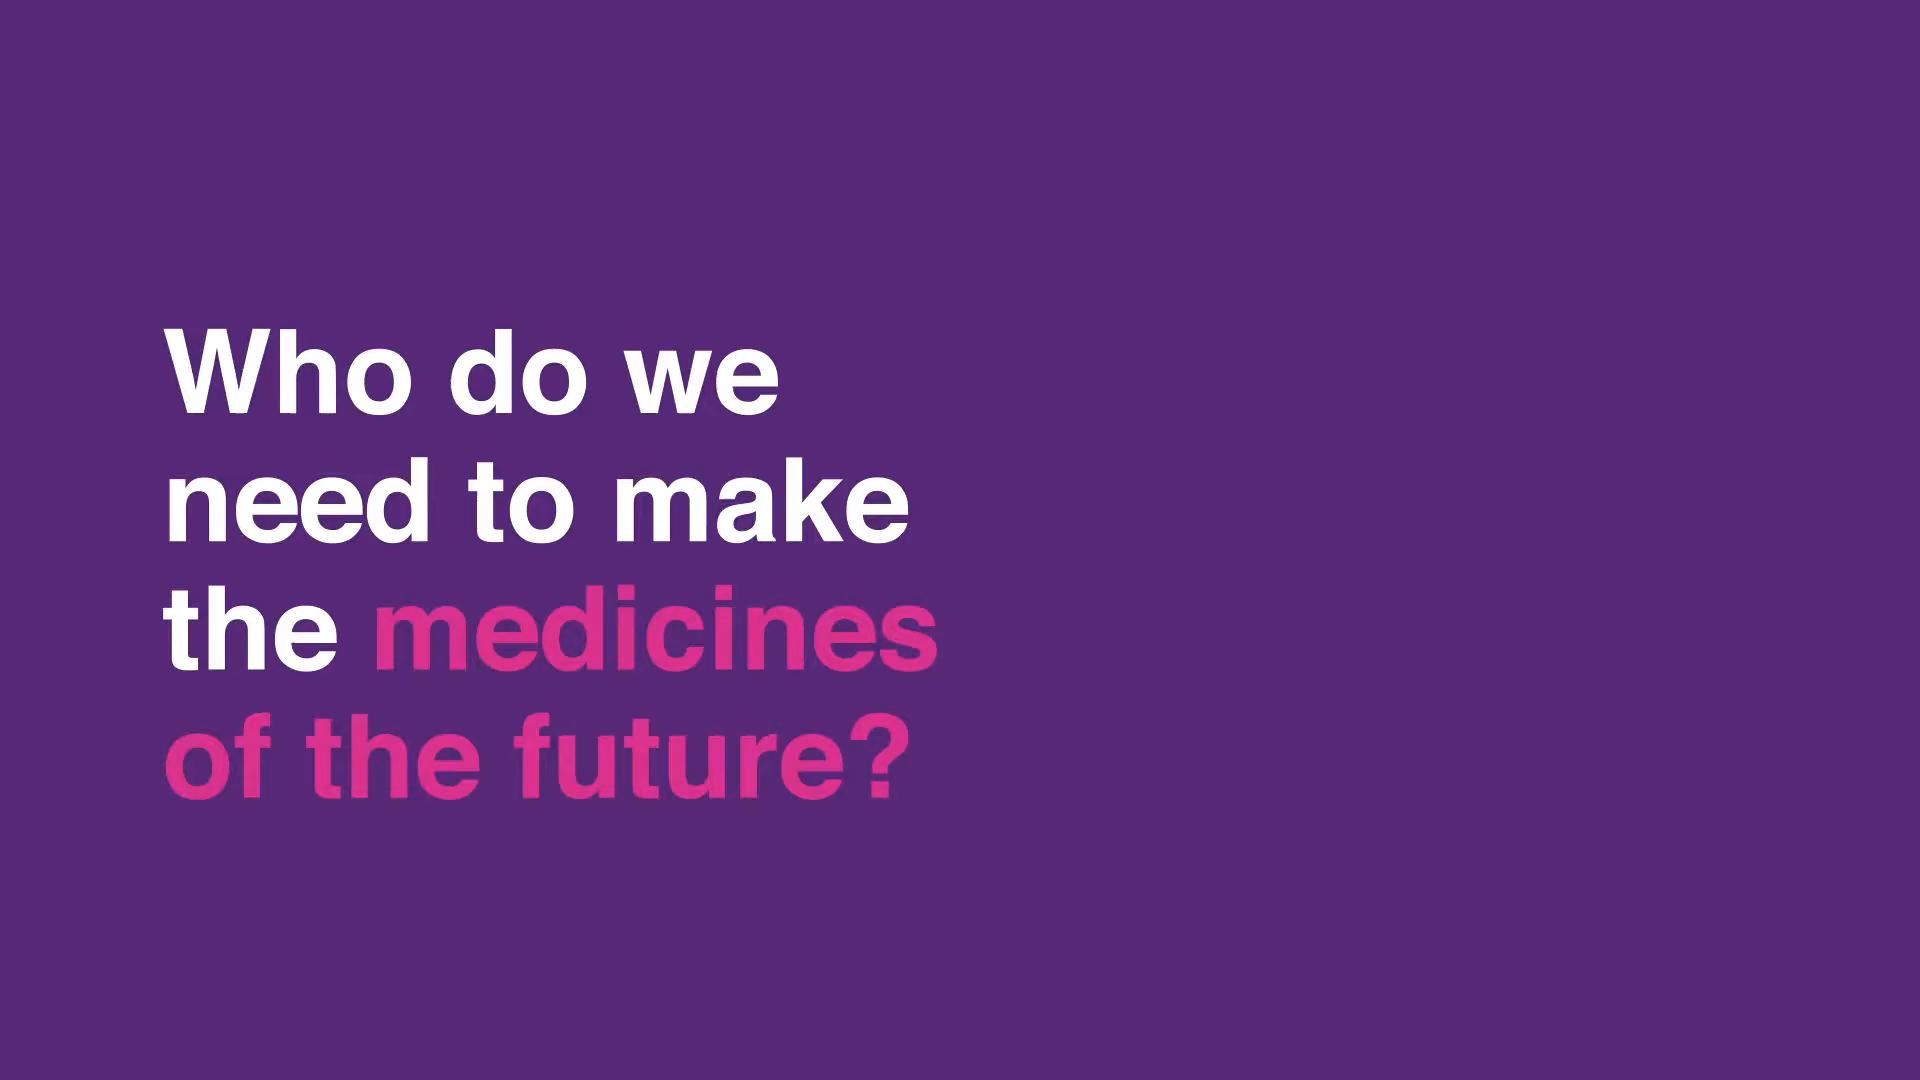 Who do we
need to make
the medicines
of the future?